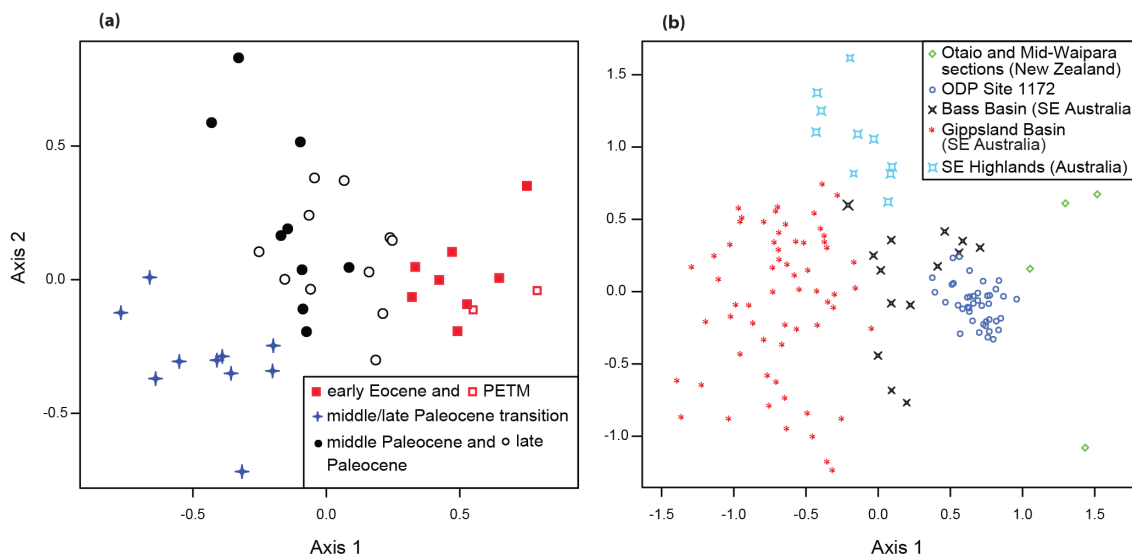 (a)
0.5
0.0
-0.5
Axis 2
-0.5
0.0
0.5
Axis 1
early Eocene and PETM
middle/late Paleocene transition
middle Paleocene and late
Paleocene
(b)
1.5
1.0
0.5
0.0
-0.5
-1.0
-1.5
-1.0
-0.5
0.0
0.5
1.0
1.5
Axis 1
Otaio and Mid-Waipara
sections (New Zealand)
ODP Site 1172
Bass Basin (SE Australia
Gippsland Basin
(SE Australia)
SE Highlands (Australia)